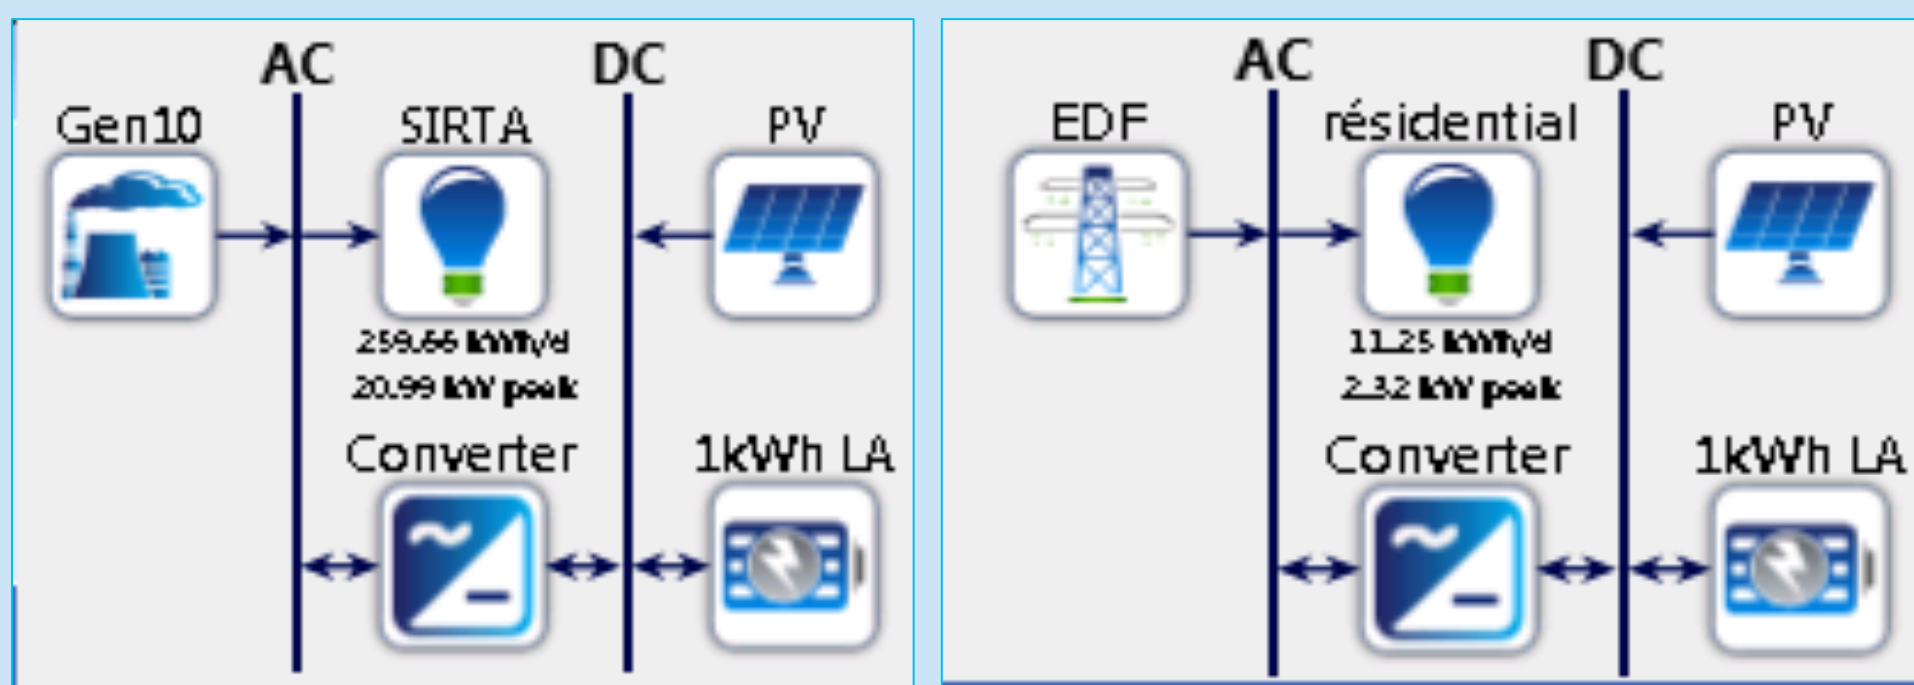 AC
DC
Gen10
SIRTA
PV
259.66 kWh/d
20.99 kW peak
Converter
1kWh LA
AC
DC
EDF
résidential
PV
11.25 kWh/d
2.32 kW peak
Converter
1kWh LA